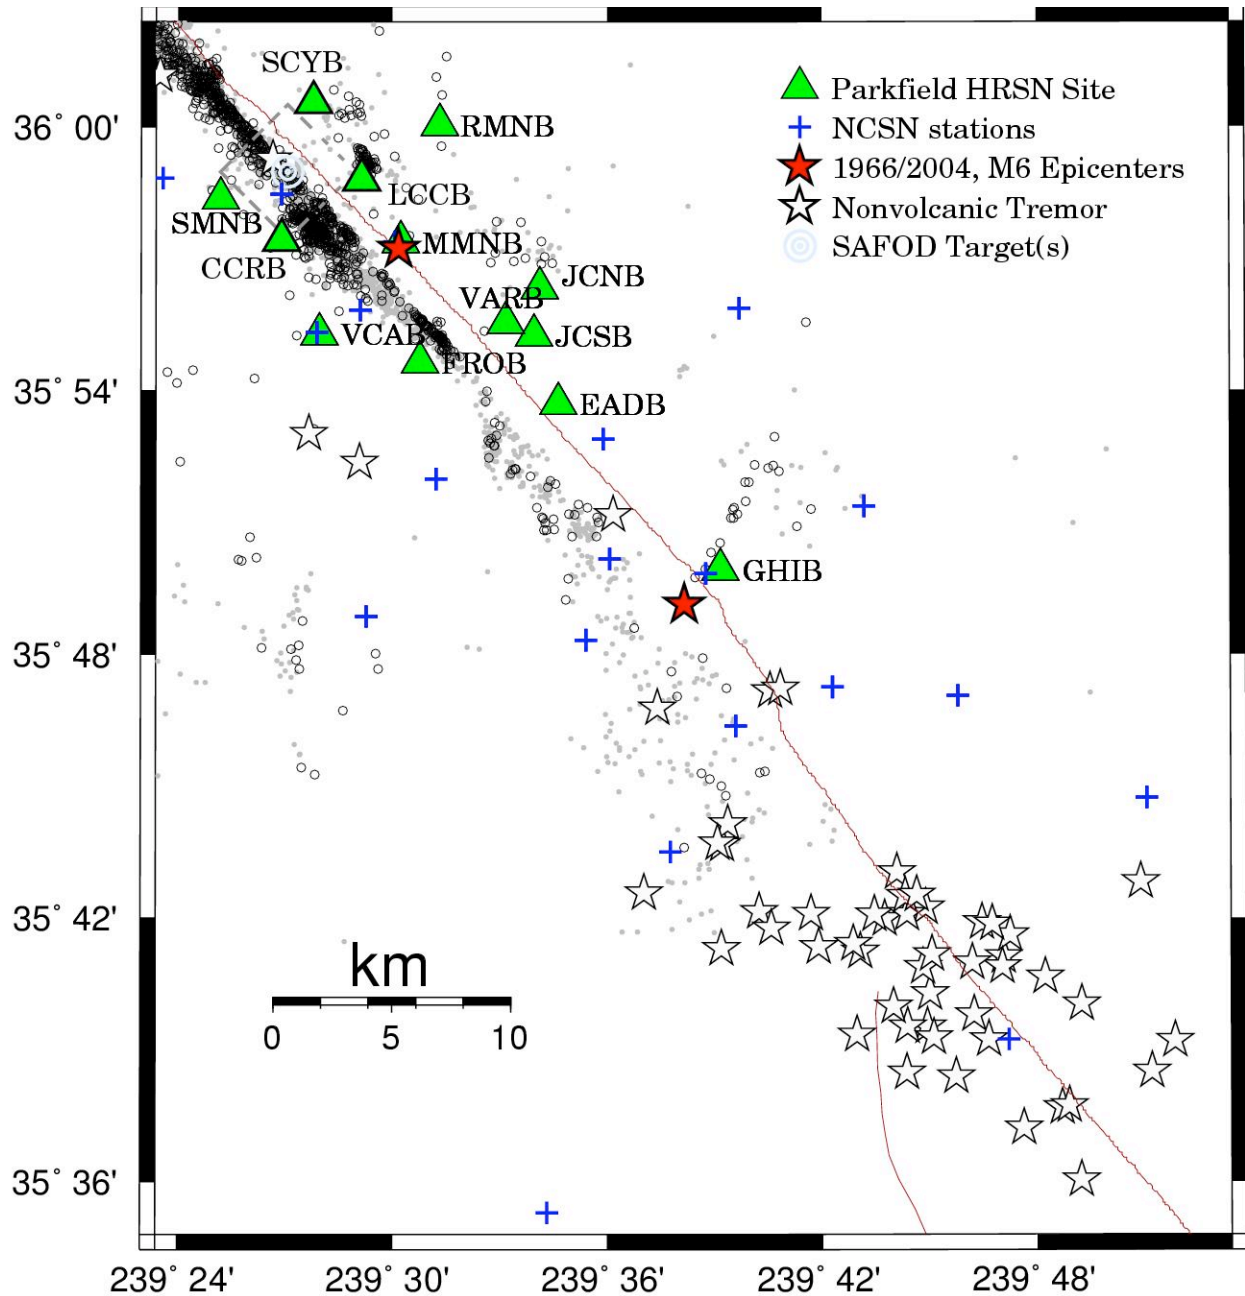 SCYB
Parkfield HRSN Site
36° 00'
RMNB
NCSN stations
1966/2004, M6 Epicenters
LCCB
Nonvolcanic Tremor
SMNB
MMNB
SAFOD Target(s)
CCRB
JCNB
VARB
VCAB
JCSB
FROB
35° 54'
EADB
GHIB
35° 48'
35° 42'
km
0 5 10
35° 36'
239° 24' 239° 30' 239° 36' 239° 42' 239° 48'